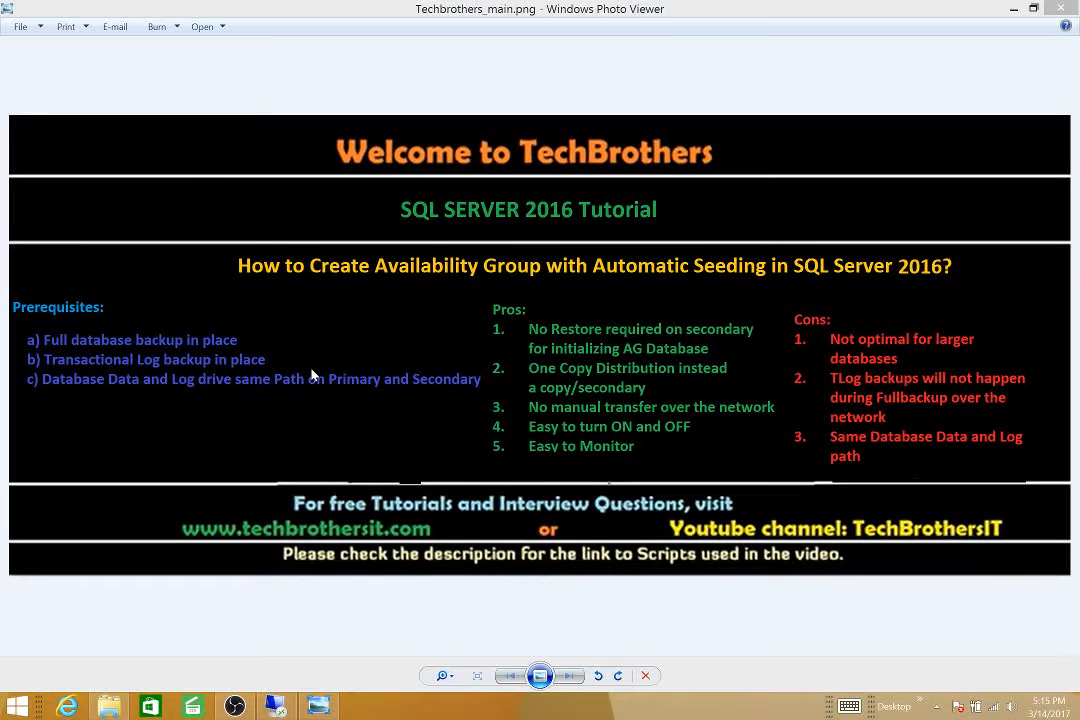 Techbrothers_main.png - Windows Photo Viewer
File Print E-mail Burn Open
Welcome to TechBrothers
SQL SERVER 2016 Tutorial
How to Create Availability Group with Automatic Seeding in SQL Server 2016?
Prerequisites:
a) Full database backup in place
b) Transactional Log backup in place
c) Database Data and Log drive same Path on Primary and Secondary
Pros:
1. No Restore required on secondary
for initializing AG Database
2. One Copy Distribution instead
a copy/secondary
3. No manual transfer over the network
4. Easy to turn ON and OFF
5. Easy to Monitor
Cons:
1. Not optimal for larger
databases
2. TLog backups will not happen
during Fullbackup over the
network
3. Same Database Data and Log
path
For free Tutorials and Interview Questions, visit
www.techbrothersit.com or Youtube channel: TechBrothersIT
Please check the description for the link to Scripts used in the video.
Desktop
5:15 PM
3/14/2017